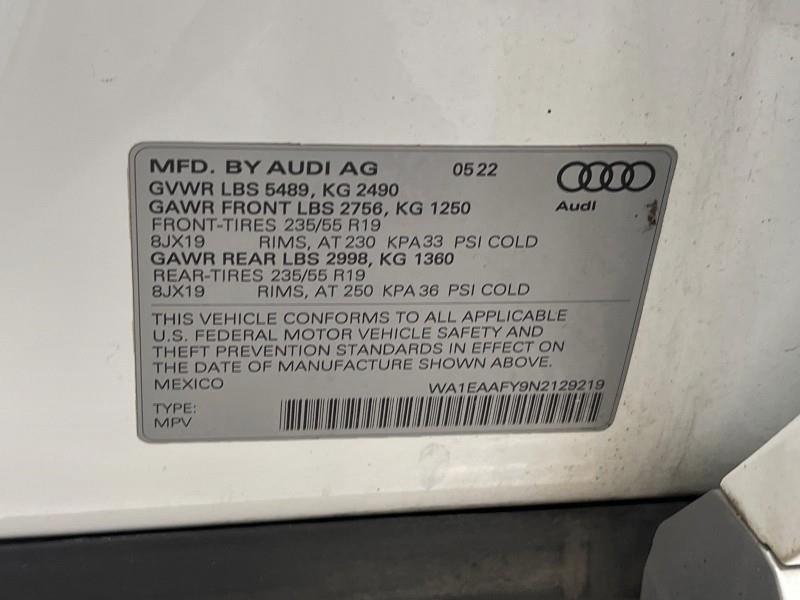 MFD. BY AUDI AG 05 22
Audi
GVWR LBS 5489, KG 2490
GAWR FRONT LBS 2756, KG 1250
FRONT-TIRES 235/55 R19
8JX19 RIMS, AT 230 KPA 33 PSI COLD
GAWR REAR LBS 2998, KG 1360
REAR-TIRES 235/55 R19
8JX19 RIMS, AT 250 KPA 36 PSI COLD
THIS VEHICLE CONFORMS TO ALL APPLICABLE
U.S. FEDERAL MOTOR VEHICLE SAFETY AND
THEFT PREVENTION STANDARDS IN EFFECT ON
THE DATE OF MANUFACTURE SHOWN ABOVE.
MEXICO WA1EAAFY9N2129219
TYPE:
MPV